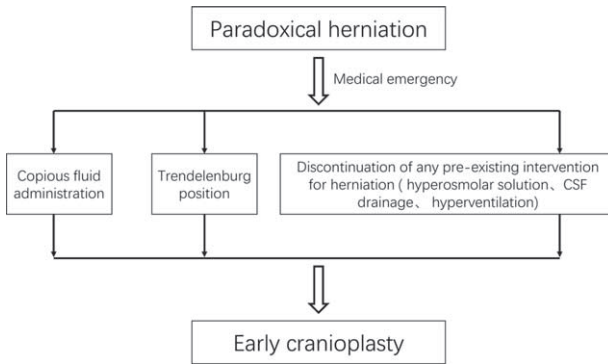 Paradoxical herniation
Medical emergency
Copious fluid
administration
Trendelenburg
position
Discontinuation of any pre-existing intervention
for herniation ( hyperosmolar solution、CSF
drainage、 hyperventilation)
Early cranioplasty